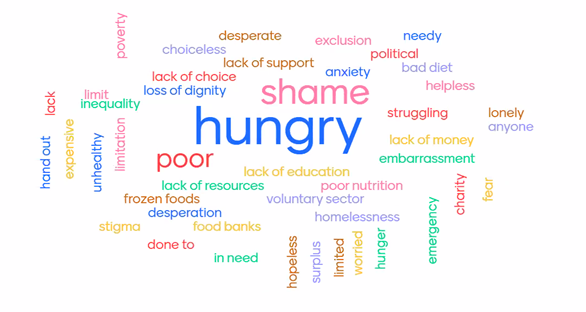 poverty
desperate
choiceless
exclusion
needy
political
lack of support
bad diet
anxiety
lack of choice
helpless
loss of dignity
shame
limit
inequality
lack
hungry
struggling
lonely
anyone
expensive
limitation
hand out
unhealthy
lack of money
poor
embarrassment
lack of education
lack of resources
poor nutrition
charity
fear
frozen foods
voluntary sector
desperation
homelessness
emergency
stigma
food banks
done to
in need
hopeless
surplus
limited
worried
hunger